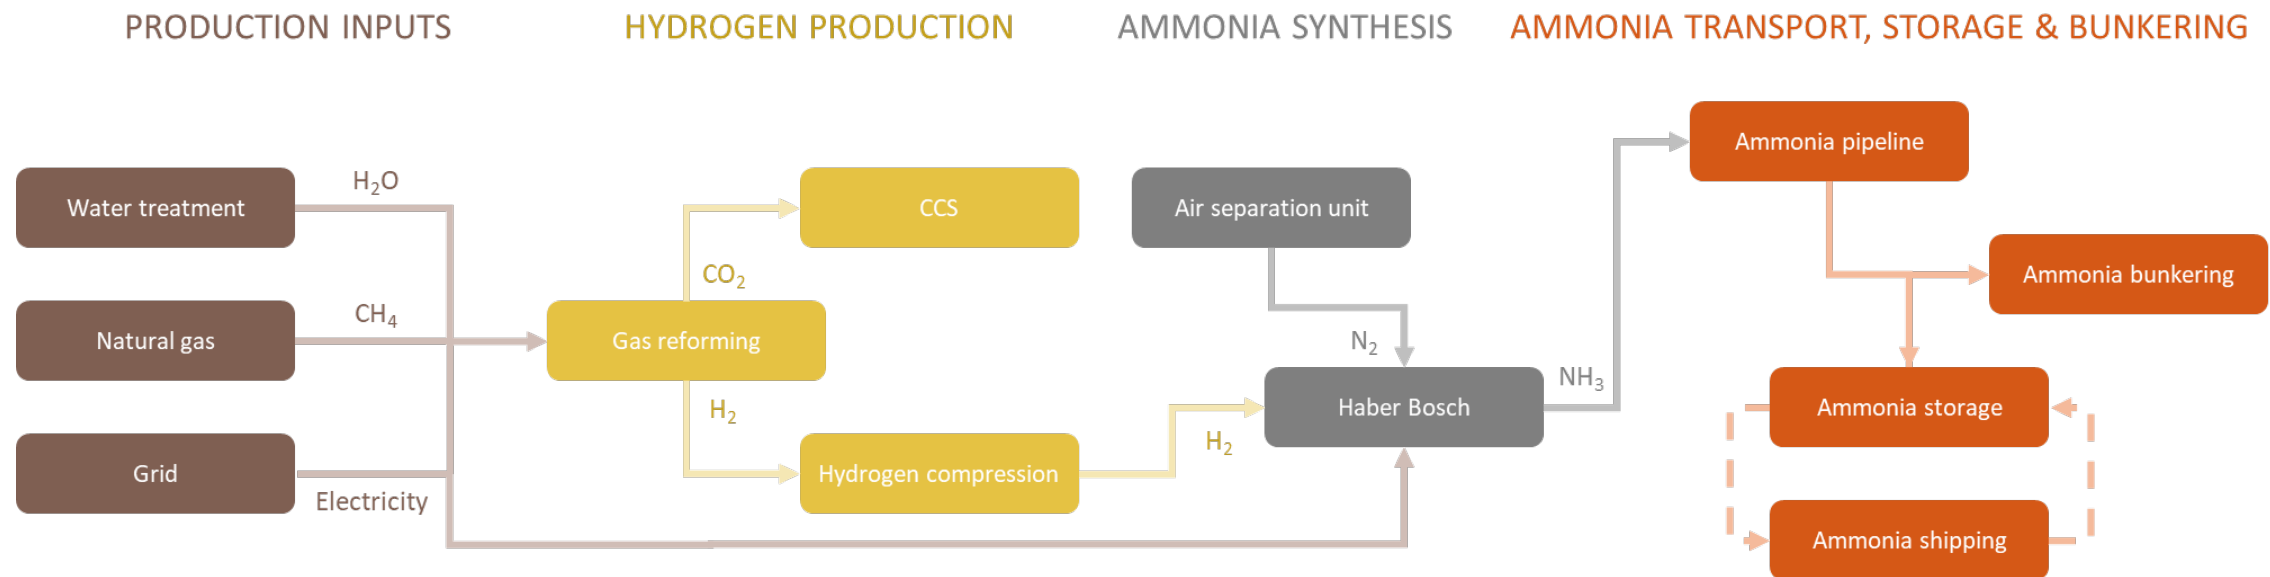 PRODUCTION INPUTS
HYDROGEN PRODUCTION
AMMONIA SYNTHESIS
AMMONIA TRANSPORT, STORAGE & BUNKERING
Water treatment
H₂O
Natural gas
CH₄
Grid
Electricity
CCS
CO₂
Gas reforming
H₂
Hydrogen compression
H₂
Air separation unit
N₂
Haber Bosch
NH₃
Ammonia pipeline
Ammonia bunkering
Ammonia storage
Ammonia shipping